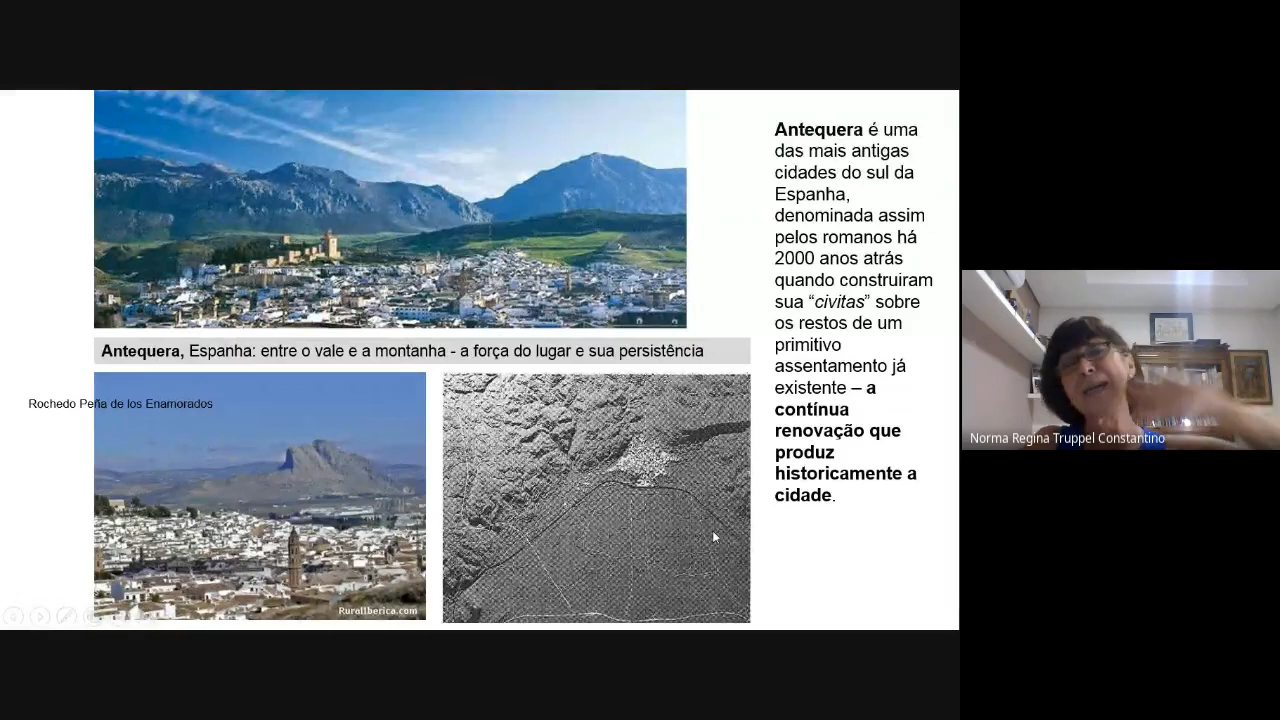 Antequera é uma
das mais antigas
cidades do sul da
Espanha,
denominada assim
pelos romanos há
2000 anos atrás
quando construiram
sua “civitas” sobre
os restos de um
primitivo
assentamento já
existente – a
contínua
renovação que
produz
historicamente a
cidade.
Antequera, Espanha: entre o vale e a montanha - a força do lugar e sua persistência
Rochedo Peña de los Enamorados
RuralIberica.com
Norma Regina Truppel Constantino